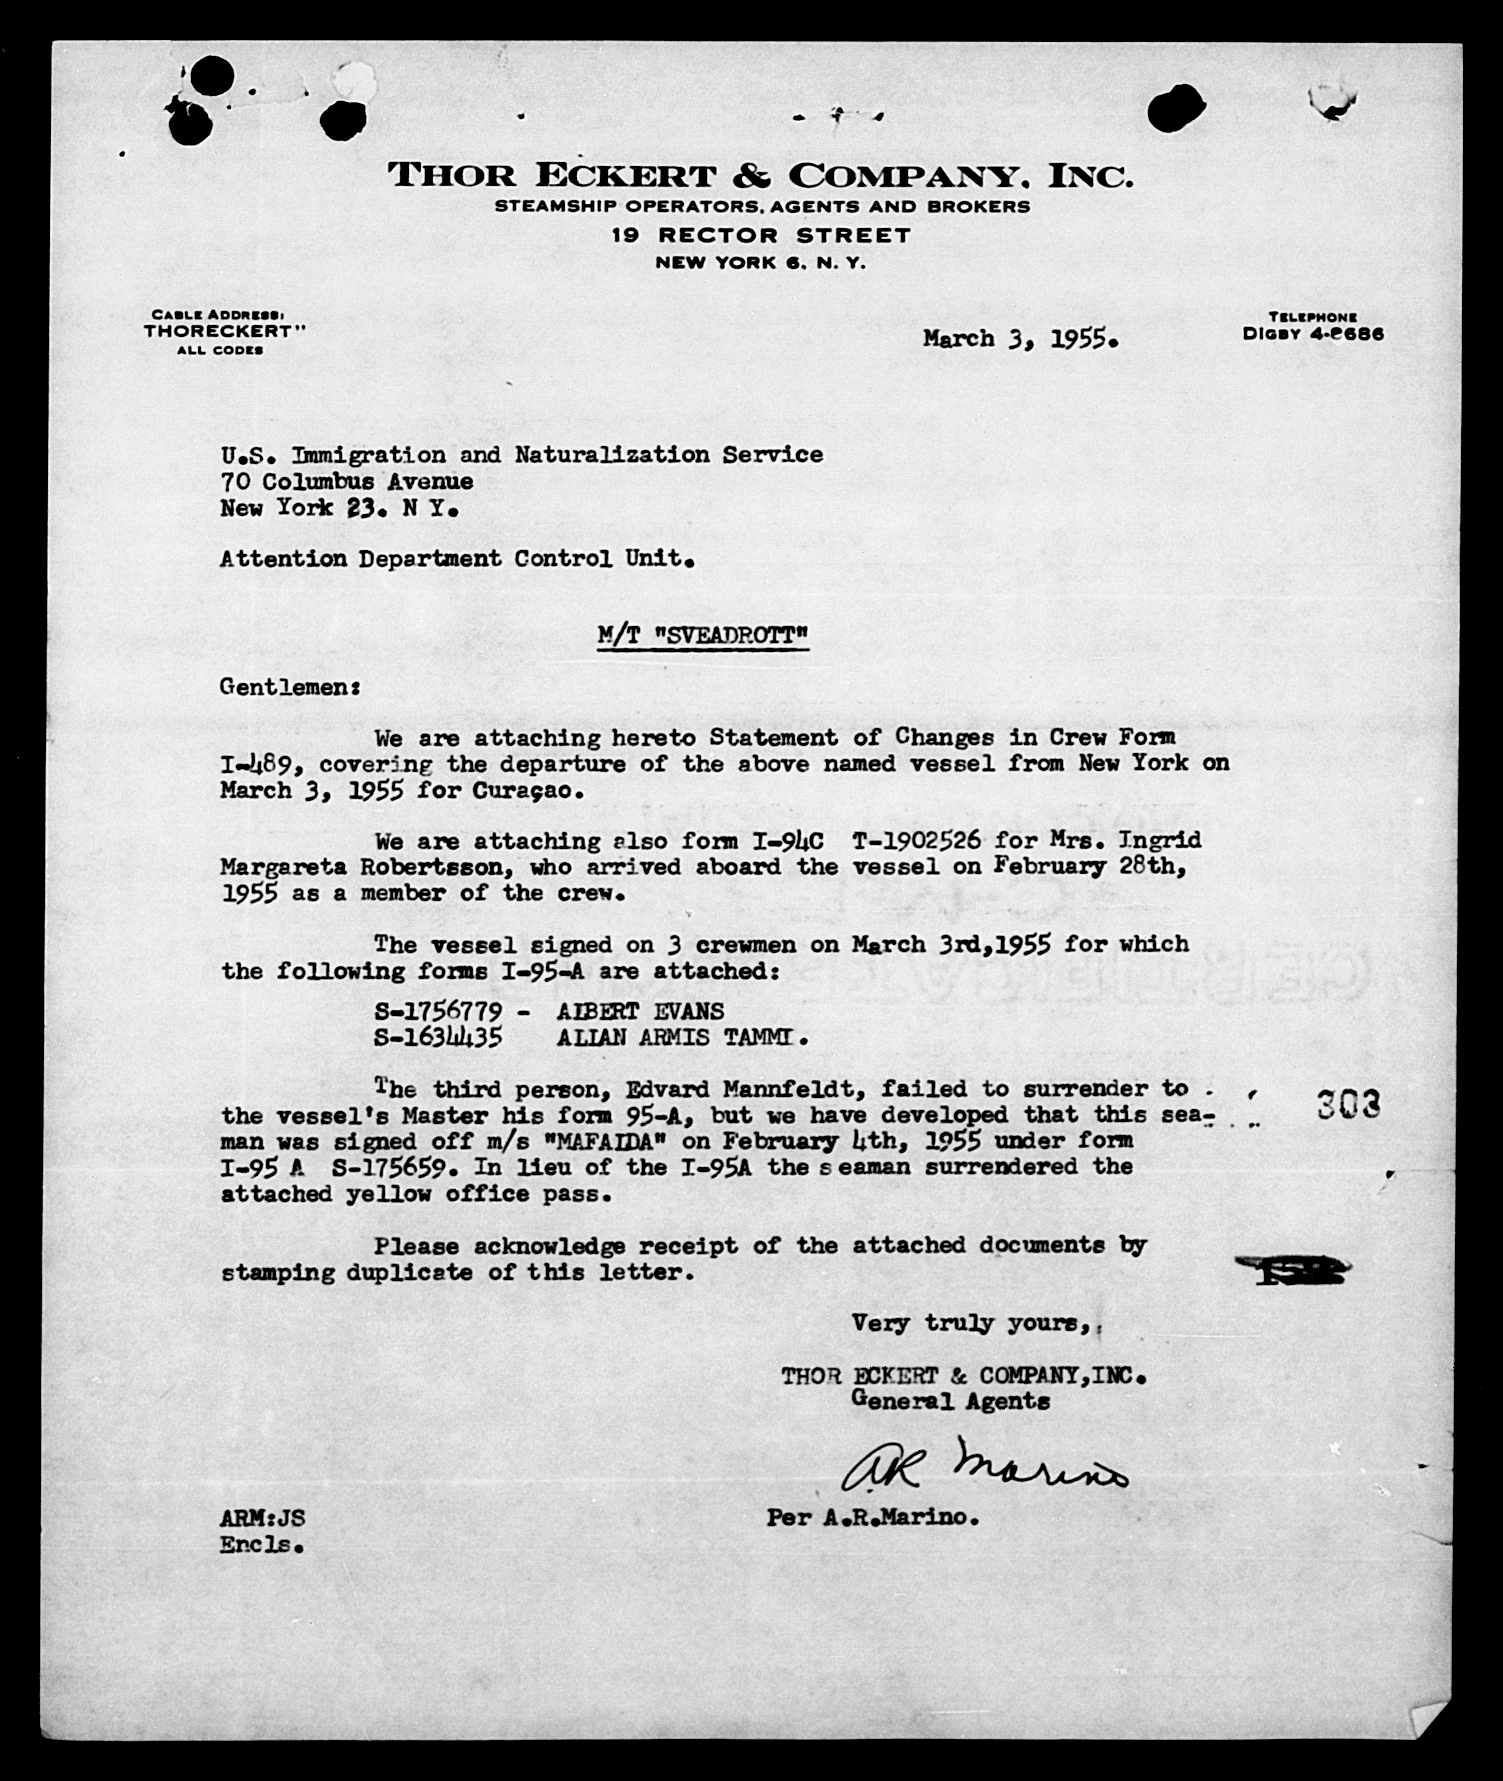 THOR ECKERT & COMPANY, INC.
STEAMSHIP OPERATORS, AGENTS AND BROKERS
19 RECTOR STREET
NEW YORK 6, N. Y.
CABLE ADDRESS:
THORECKERT"
ALL CODES
March 3, 1955.
TELEPHONE
DIGBY 4-8686
U.S. Immigration and Naturalization Service
70 Columbus Avenue
New York 23. N Y.
Attention Department Control Unit.
M/T "SVEADROTT"
Gentlemen:
We are attaching hereto Statement of Changes in Crew Form
I-489, covering the departure of the above named vessel from New York on
March 3, 1955 for Curaçao.
We are attaching also form I-94C T-1902526 for Mrs. Ingrid
Margareta Robertsson, who arrived aboard the vessel on February 28th,
1955 as a member of the crew.
The vessel signed on 3 crewmen on March 3rd,1955 for which
the following forms I-95-A are attached:
S-1756779 - ALBERT EVANS
S-1634435 ALIAN ARMIS TAMMI.
The third person, Edvard Mannfeldt, failed to surrender to
the vessel's Master his form 95-A, but we have developed that this sea-
man was signed off m/s "MAFALDA" on February 4th, 1955 under form
I-95 A S-175659. In lieu of the I-95A the seaman surrendered the
attached yellow office pass.
303
Please acknowledge receipt of the attached documents by
stamping duplicate of this letter.
Very truly yours,
THOR ECKERT & COMPANY,INC.
General Agents
AR Marino
ARM:JS
Per A.R.Marino.
Encls.